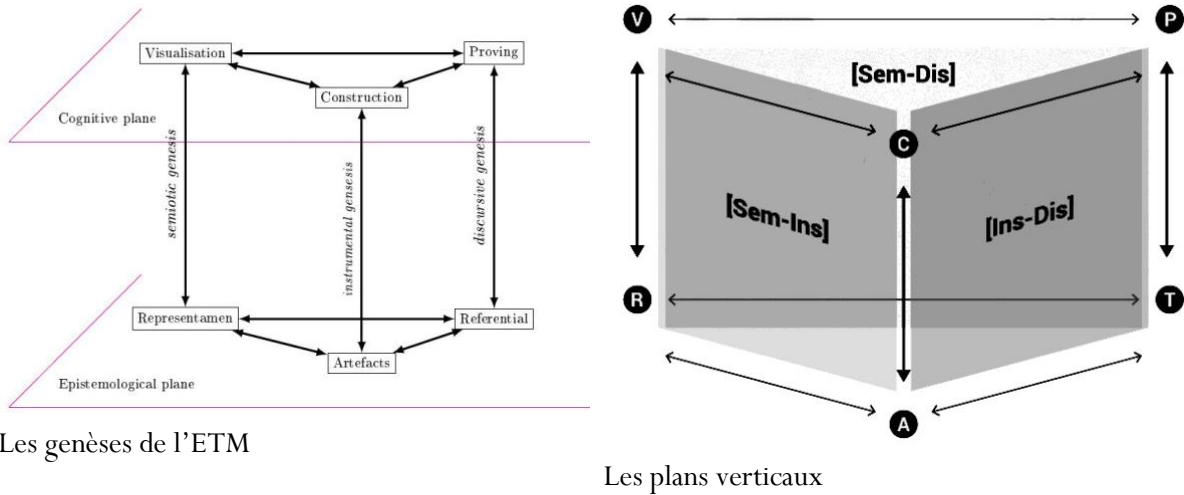 Visualisation
Proving
Construction
Cognitive plane
semiotic genesis
instrumental gensesis
discursive genesis
Representamen
Referential
Artefacts
Epistemological plane
Les genèses de l’ETM
V
P
[Sem-Dis]
C
[Sem-Ins]
[Ins-Dis]
R
T
A
Les plans verticaux